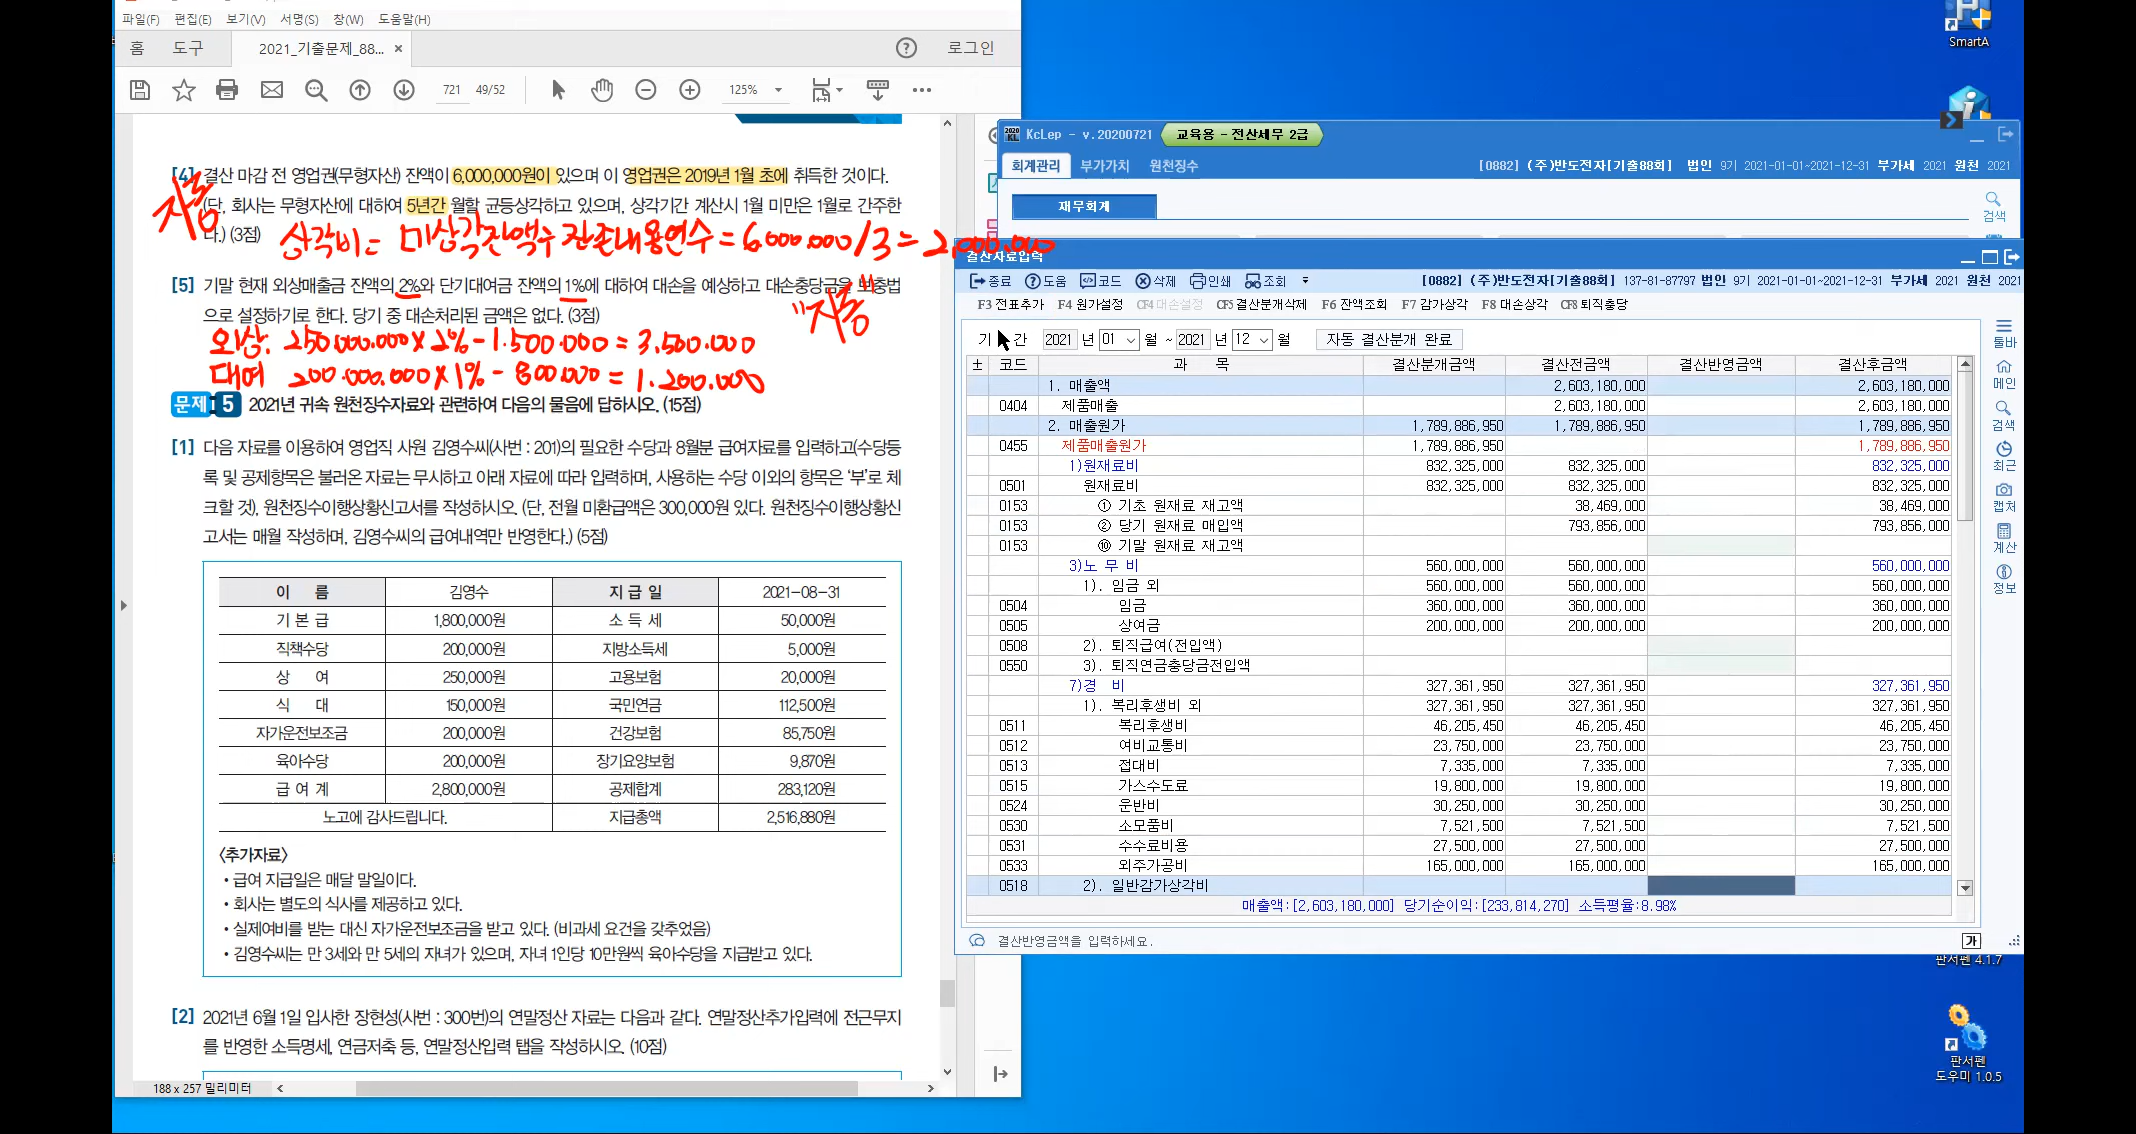 파일(F) 편집(E) 보기(V) 서명(S) 창(W) 도움말(H)
홈 도구 2021_기출문제_88... × ? 로그인
721 49/52 125%
[4] 결산 마감 전 영업권(무형자산) 잔액이 6,000,000원이 있으며 이 영업권은 2019년 1월 초에 취득한 것이다.
(단, 회사는 무형자산에 대하여 5년간 월할 균등상각하고 있으며, 상각기간 계산시 1월 미만은 1월로 간주한
다.) (3점)
자동
상각비 = 미상각잔액 ÷ 잔존내용연수 = 6,000,000/3 = 2,000,000
[5] 기말 현재 외상매출금 잔액의 2%와 단기대여금 잔액의 1%에 대하여 대손을 예상하고 대손충당금을 보충법
으로 설정하기로 한다. 당기 중 대손처리된 금액은 없다. (3점)
"자동"
외상. 250.000.000 × 2% - 1.500.000 = 3.500.000
대여 200.000.000 × 1% - 800.000 = 1.200.000
문제 5 2021년 귀속 원천징수자료와 관련하여 다음의 물음에 답하시오. (15점)
[1] 다음 자료를 이용하여 영업직 사원 김영수씨(사번 : 201)의 필요한 수당과 8월분 급여자료를 입력하고(수당등
록 및 공제항목은 불러온 자료는 무시하고 아래 자료에 따라 입력하며, 사용하는 수당 이외의 항목은 '부'로 체
크할 것), 원천징수이행상황신고서를 작성하시오. (단, 전월 미환급액은 300,000원 있다. 원천징수이행상황신
고서는 매월 작성하며, 김영수씨의 급여내역만 반영한다.) (5점)
이 름 김영수 지 급 일 2021-08-31
기 본 급 1,800,000원 소 득 세 50,000원
직책수당 200,000원 지방소득세 5,000원
상 여 250,000원 고용보험 20,000원
식 대 150,000원 국민연금 112,500원
자가운전보조금 200,000원 건강보험 85,750원
육아수당 200,000원 장기요양보험 9,870원
급 여 계 2,800,000원 공제합계 283,120원
노고에 감사드립니다. 지급총액 2,516,880원
〈추가자료〉
• 급여 지급일은 매달 말일이다.
• 회사는 별도의 식사를 제공하고 있다.
• 실제여비를 받는 대신 자가운전보조금을 받고 있다. (비과세 요건을 갖추었음)
• 김영수씨는 만 3세와 만 5세의 자녀가 있으며, 자녀 1인당 10만원씩 육아수당을 지급받고 있다.
[2] 2021년 6월 1일 입사한 장현성(사번 : 300번)의 연말정산 자료는 다음과 같다. 연말정산추가입력에 전근무지
를 반영한 소득명세, 연금저축 등, 연말정산입력 탭을 작성하시오. (10점)
188 x 257 밀리미터
SmartA
KcLep - v.20200721 교육용 - 전산세무 2급
회계관리 부가가치 원천징수 [0882] (주)반도전자[기출88회] 법인 9기 2021-01-01~2021-12-31 부가세 2021 원천 2021
재무회계
검색
결산자료입력
종료 도움 코드 삭제 인쇄 조회 [0882] (주)반도전자[기출88회] 137-81-87797 법인 9기 2021-01-01~2021-12-31 부가세 2021 원천 2021
F3 전표추가 F4 원가설정 CF4 대손설정 CF5 결산분개삭제 F6 잔액조회 F7 감가상각 F8 대손상각 CF8 퇴직충당
기 간 2021 년 01 월 ~ 2021 년 12 월 자동 결산분개 완료
± 코드 과 목 결산분개금액 결산전금액 결산반영금액 결산후금액
1. 매출액 2,603,180,000 2,603,180,000
0404 제품매출 2,603,180,000 2,603,180,000
2. 매출원가 1,789,886,950 1,789,886,950 1,789,886,950
0455 제품매출원가 1,789,886,950 1,789,886,950
1)원재료비 832,325,000 832,325,000 832,325,000
0501 원재료비 832,325,000 832,325,000 832,325,000
0153 ① 기초 원재료 재고액 38,469,000 38,469,000
0153 ② 당기 원재료 매입액 793,856,000 793,856,000
0153 ⑩ 기말 원재료 재고액
3)노 무 비 560,000,000 560,000,000 560,000,000
1). 임금 외 560,000,000 560,000,000 560,000,000
0504 임금 360,000,000 360,000,000 360,000,000
0505 상여금 200,000,000 200,000,000 200,000,000
0508 2). 퇴직급여(전입액)
0550 3). 퇴직연금충당금전입액
7)경 비 327,361,950 327,361,950 327,361,950
1). 복리후생비 외 327,361,950 327,361,950 327,361,950
0511 복리후생비 46,205,450 46,205,450 46,205,450
0512 여비교통비 23,750,000 23,750,000 23,750,000
0513 접대비 7,335,000 7,335,000 7,335,000
0515 가스수도료 19,800,000 19,800,000 19,800,000
0524 운반비 30,250,000 30,250,000 30,250,000
0530 소모품비 7,521,500 7,521,500 7,521,500
0531 수수료비용 27,500,000 27,500,000 27,500,000
0533 외주가공비 165,000,000 165,000,000 165,000,000
0518 2). 일반감가상각비
매출액:[2,603,180,000] 당기순이익:[233,814,270] 소득평율:8.98%
결산반영금액을 입력하세요. 가
툴바
메인
검색
최근
캡처
계산
정보
판서펜 4.1.7
판서펜
도우미 1.0.5